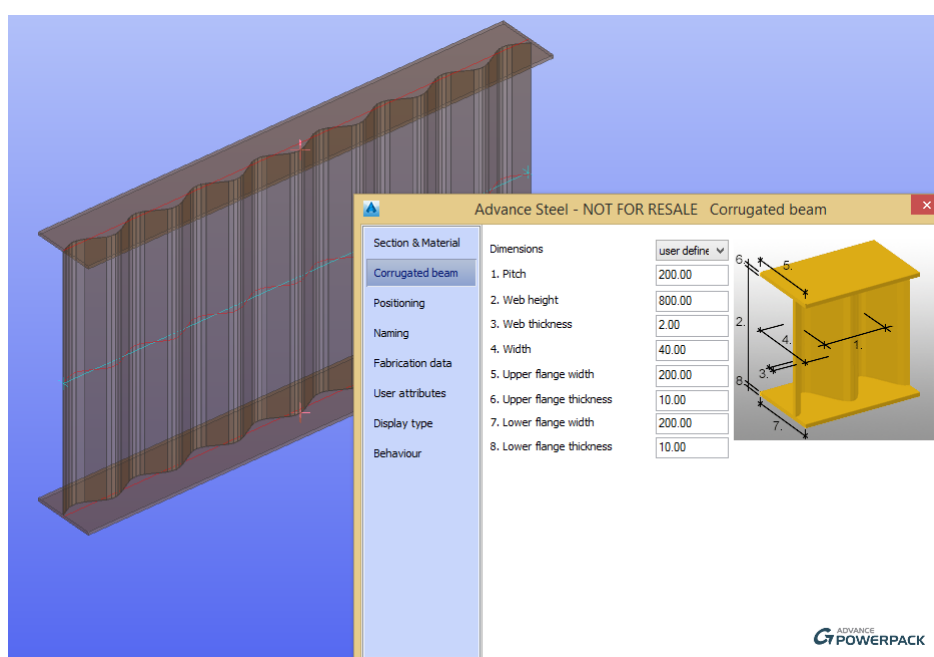 Advance Steel - NOT FOR RESALE Corrugated beam
Section & Material
Corrugated beam
Positioning
Naming
Fabrication data
User attributes
Display type
Behaviour
Dimensions user define
1. Pitch 200.00
2. Web height 800.00
3. Web thickness 2.00
4. Width 40.00
5. Upper flange width 200.00
6. Upper flange thickness 10.00
7. Lower flange width 200.00
8. Lower flange thickness 10.00
6.
5.
2.
4.
1.
3.
8.
7.
ADVANCE
POWERPACK